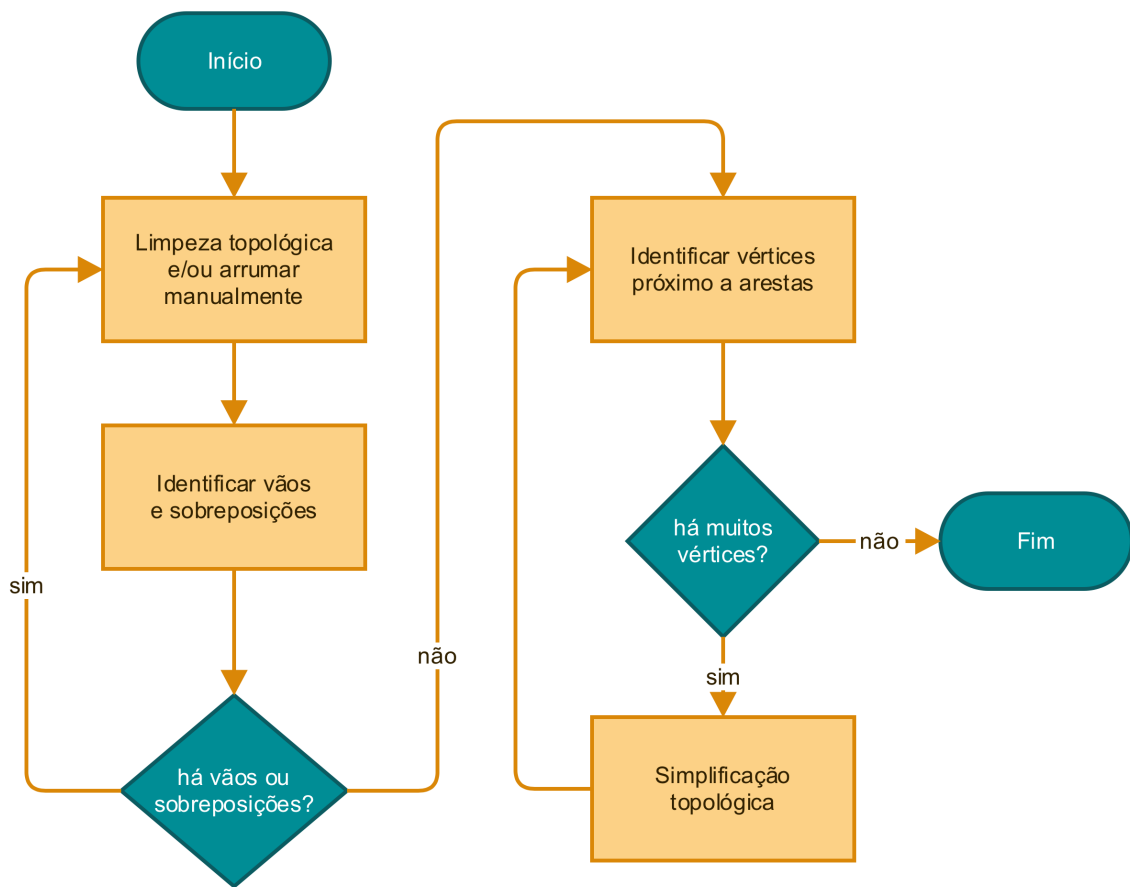 Início
Limpeza topológica
e/ou arrumar
manualmente
Identificar vãos
e sobreposições
sim
há vãos ou
sobreposições?
não
Identificar vértices
próximo a arestas
há muitos
vértices?
não
Fim
sim
Simplificação
topológica